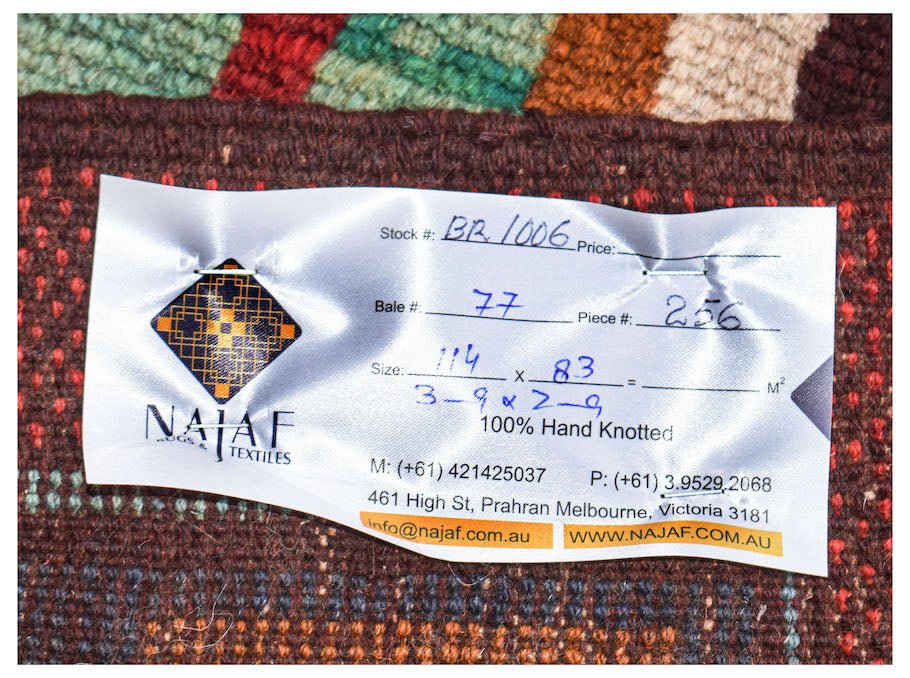 Stock #: BR 1006 Price:
Bale #: 77 Piece #: 256
Size: 114 x 83 = M²
3-9 x 2-9
100% Hand Knotted
NAJAF
RUGS & TEXTILES
M: (+61) 421425037 P: (+61) 3.9529.2068
461 High St, Prahran Melbourne, Victoria 3181
info@najaf.com.au WWW.NAJAF.COM.AU